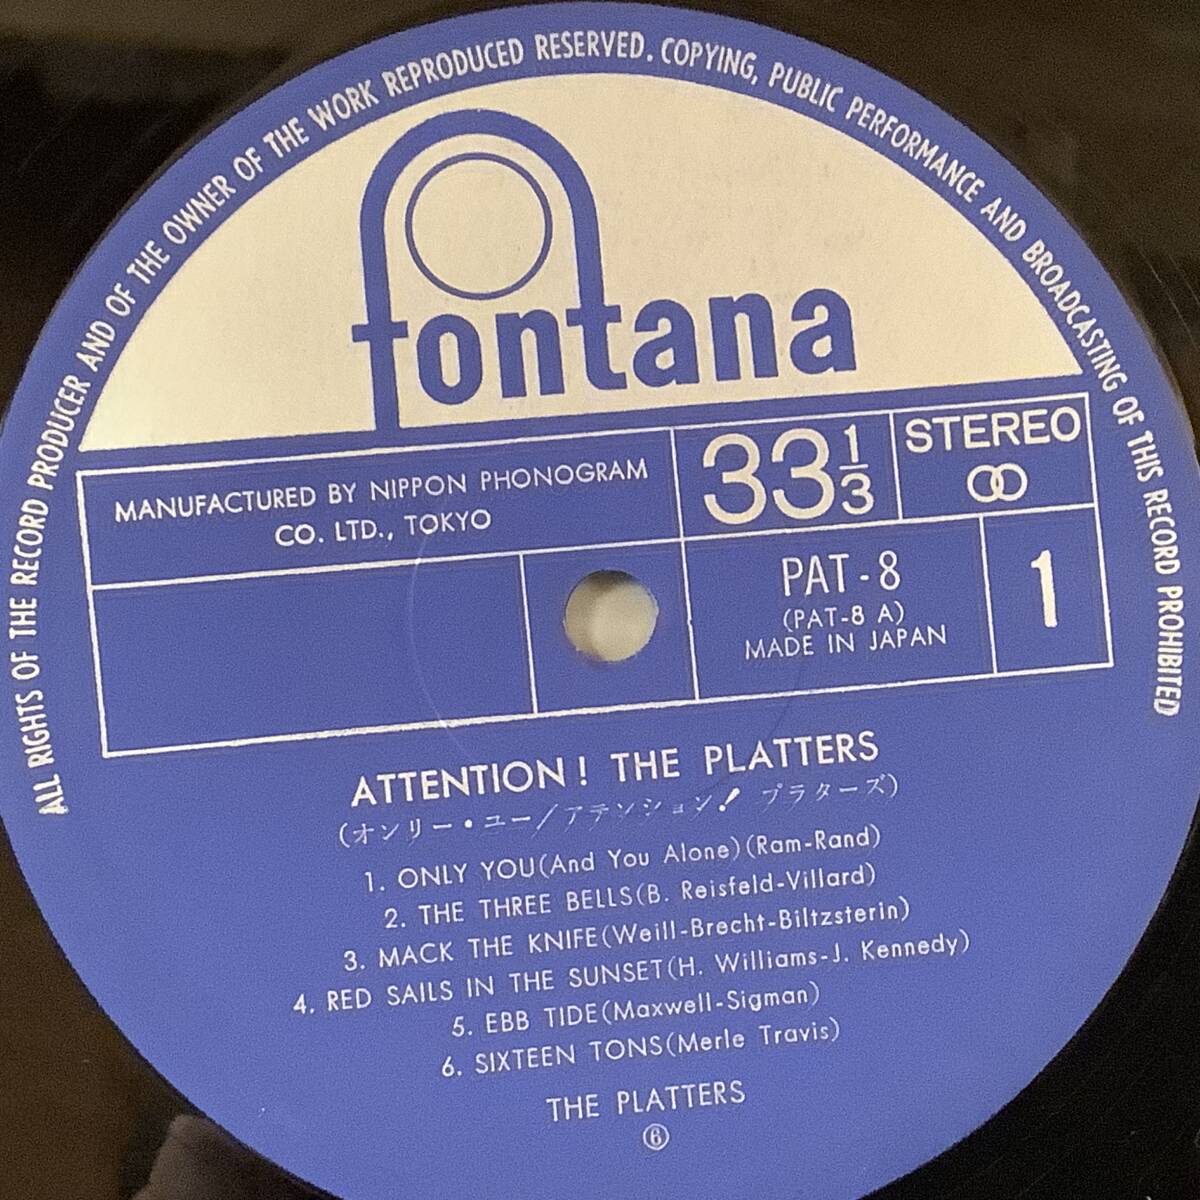 ALL RIGHTS OF THE RECORD PRODUCER AND OF THE OWNER OF THE WORK REPRODUCED RESERVED. COPYING, PUBLIC PERFORMANCE AND BROADCASTING OF THIS RECORD PROHIBITED
fontana
MANUFACTURED BY NIPPON PHONOGRAM
CO. LTD., TOKYO
33 1/3
STEREO
PAT-8
(PAT-8 A)
MADE IN JAPAN
1
ATTENTION! THE PLATTERS
(オンリー・ユー/アテンション! プラターズ)
1. ONLY YOU(And You Alone)(Ram-Rand)
2. THE THREE BELLS(B. Reisfeld-Villard)
3. MACK THE KNIFE(Weill-Brecht-Biltzsterin)
4. RED SAILS IN THE SUNSET(H. Williams-J. Kennedy)
5. EBB TIDE(Maxwell-Sigman)
6. SIXTEEN TONS(Merle Travis)
THE PLATTERS
⑥